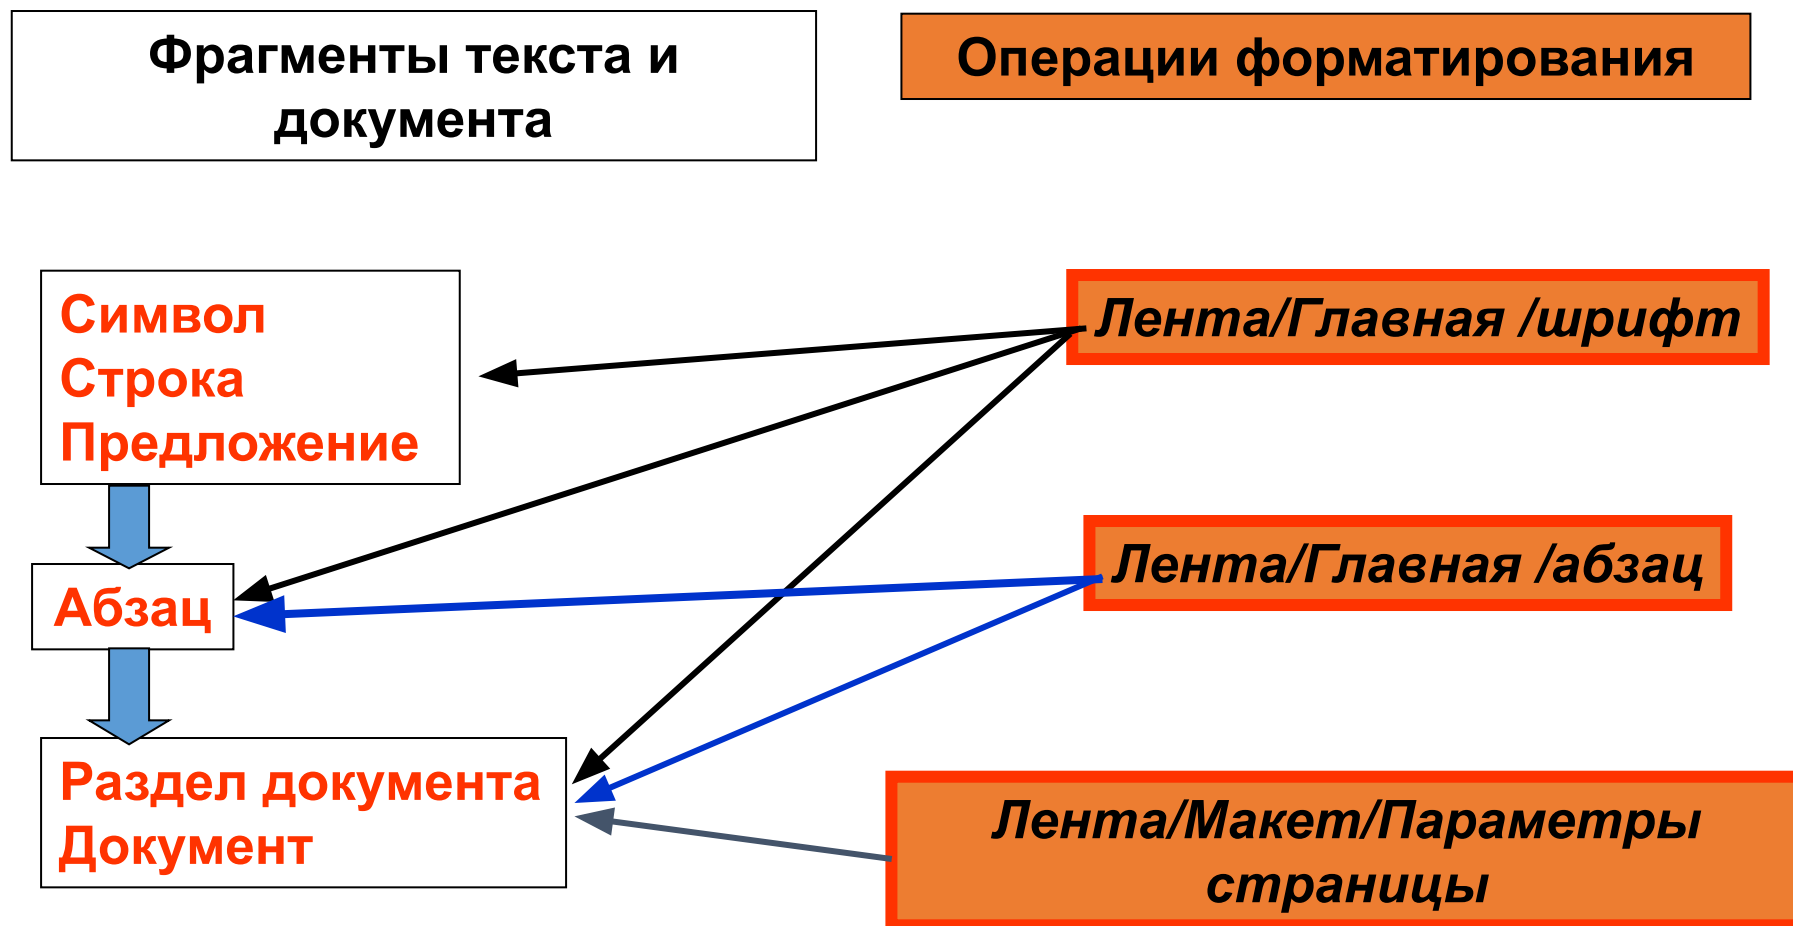 Фрагменты текста и
документа
Операции форматирования
Символ
Строка
Предложение
Лента/Главная /шрифт
Абзац
Лента/Главная /абзац
Раздел документа
Документ
Лента/Макет/Параметры
страницы